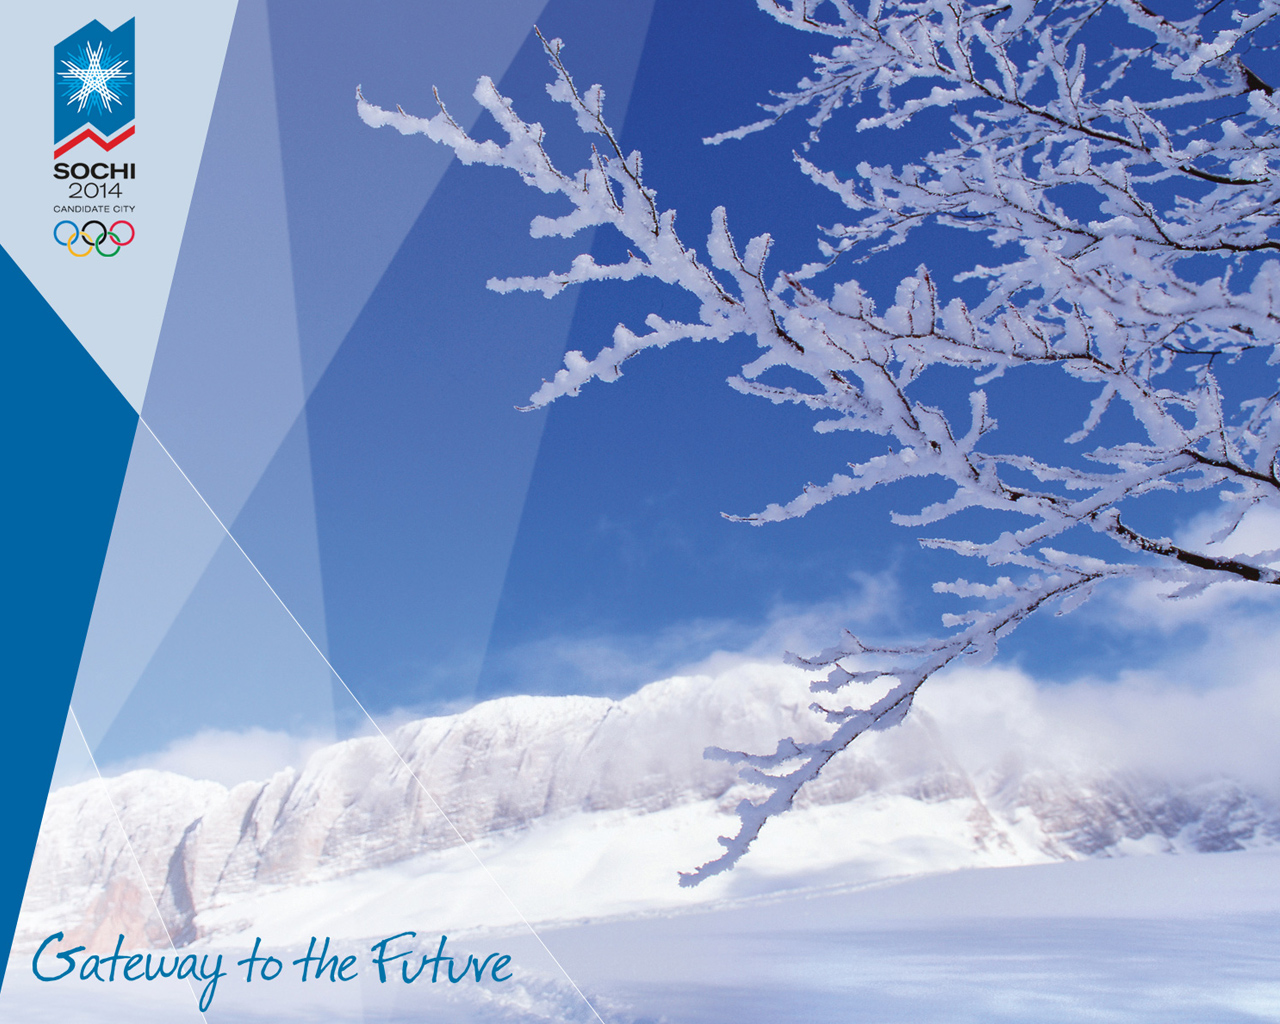 SOCHI
2014
CANDIDATE CITY
Gateway to the Future